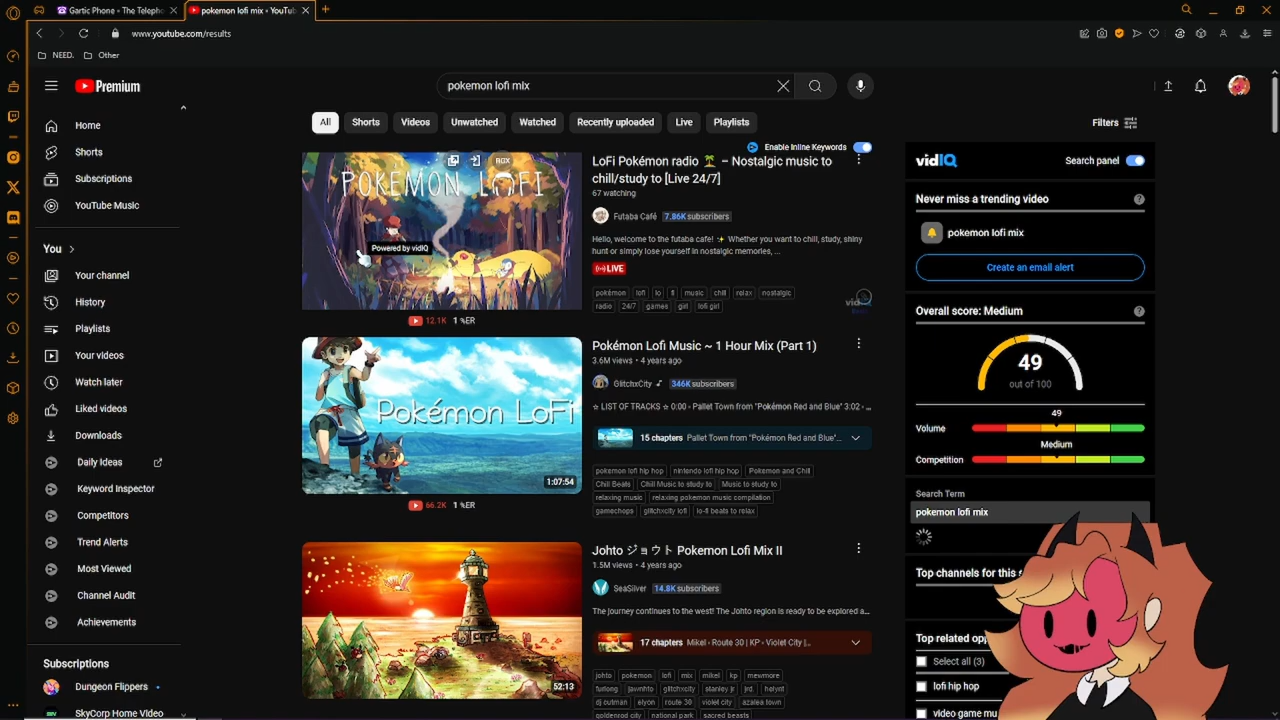 Gartic Phone • The Teleph
pokemon lofi mix • YouTu
www.youtube.com/results
NEED.
Other
Premium
pokemon lofi mix
Home
Shorts
Subscriptions
YouTube Music
You
Your channel
History
Playlists
Your videos
Watch later
Liked videos
Downloads
Daily Ideas
Keyword Inspector
Competitors
Trend Alerts
Most Viewed
Channel Audit
Achievements
Subscriptions
Dungeon Flippers
SkyCorp Home Video
All
Shorts
Videos
Unwatched
Watched
Recently uploaded
Live
Playlists
Filters
Enable Inline Keywords
RGX
POKÉMON LOFI
Powered by vidIQ
12.1K 1 %ER
LoFi Pokémon radio 🌴 – Nostalgic music to
chill/study to [Live 24/7]
67 watching
Futaba Café 7.86K subscribers
Hello, welcome to the futaba cafe! ✨ Whether you want to chill, study, shiny
hunt or simply lose yourself in nostalgic memories, ...
LIVE
pokémon lofi lo fi music chill relax nostalgic
radio 24/7 games girl lofi girl
Pokémon LoFi
1:07:54
66.2K 1 %ER
Pokémon Lofi Music ~ 1 Hour Mix (Part 1)
3.6M views • 4 years ago
GlitchxCity 346K subscribers
☆ LIST OF TRACKS ☆ 0:00 - Pallet Town from "Pokémon Red and Blue" 3:02 - ...
15 chapters Pallet Town from "Pokémon Red and Blue"...
pokemon lofi hip hop nintendo lofi hip hop Pokemon and Chill
Chill Beats Chill Music to study to Music to study to
relaxing music relaxing pokemon music compilation
gamechops glitchxcity lofi lo-fi beats to relax
52:13
Johto ジョウト Pokemon Lofi Mix II
1.5M views • 4 years ago
SeaSilver 14.8K subscribers
The journey continues to the west! The Johto region is ready to be explored a...
17 chapters Mikel - Route 30 | KP - Violet City |...
johto pokemon lofi mix mikel kp mewmore
furilong jawnhto glitchxcity stanley jr jrd. helynt
dj cutman elyon route 30 violet city azalea town
goldenrod city national park sacred beasts
vidIQ
Search panel
Never miss a trending video
pokemon lofi mix
Create an email alert
Overall score: Medium
49
out of 100
49
Volume
Medium
Competition
Search Term
pokemon lofi mix
Top channels for this s
Top related op
Select all (3)
lofi hip hop
video game mu